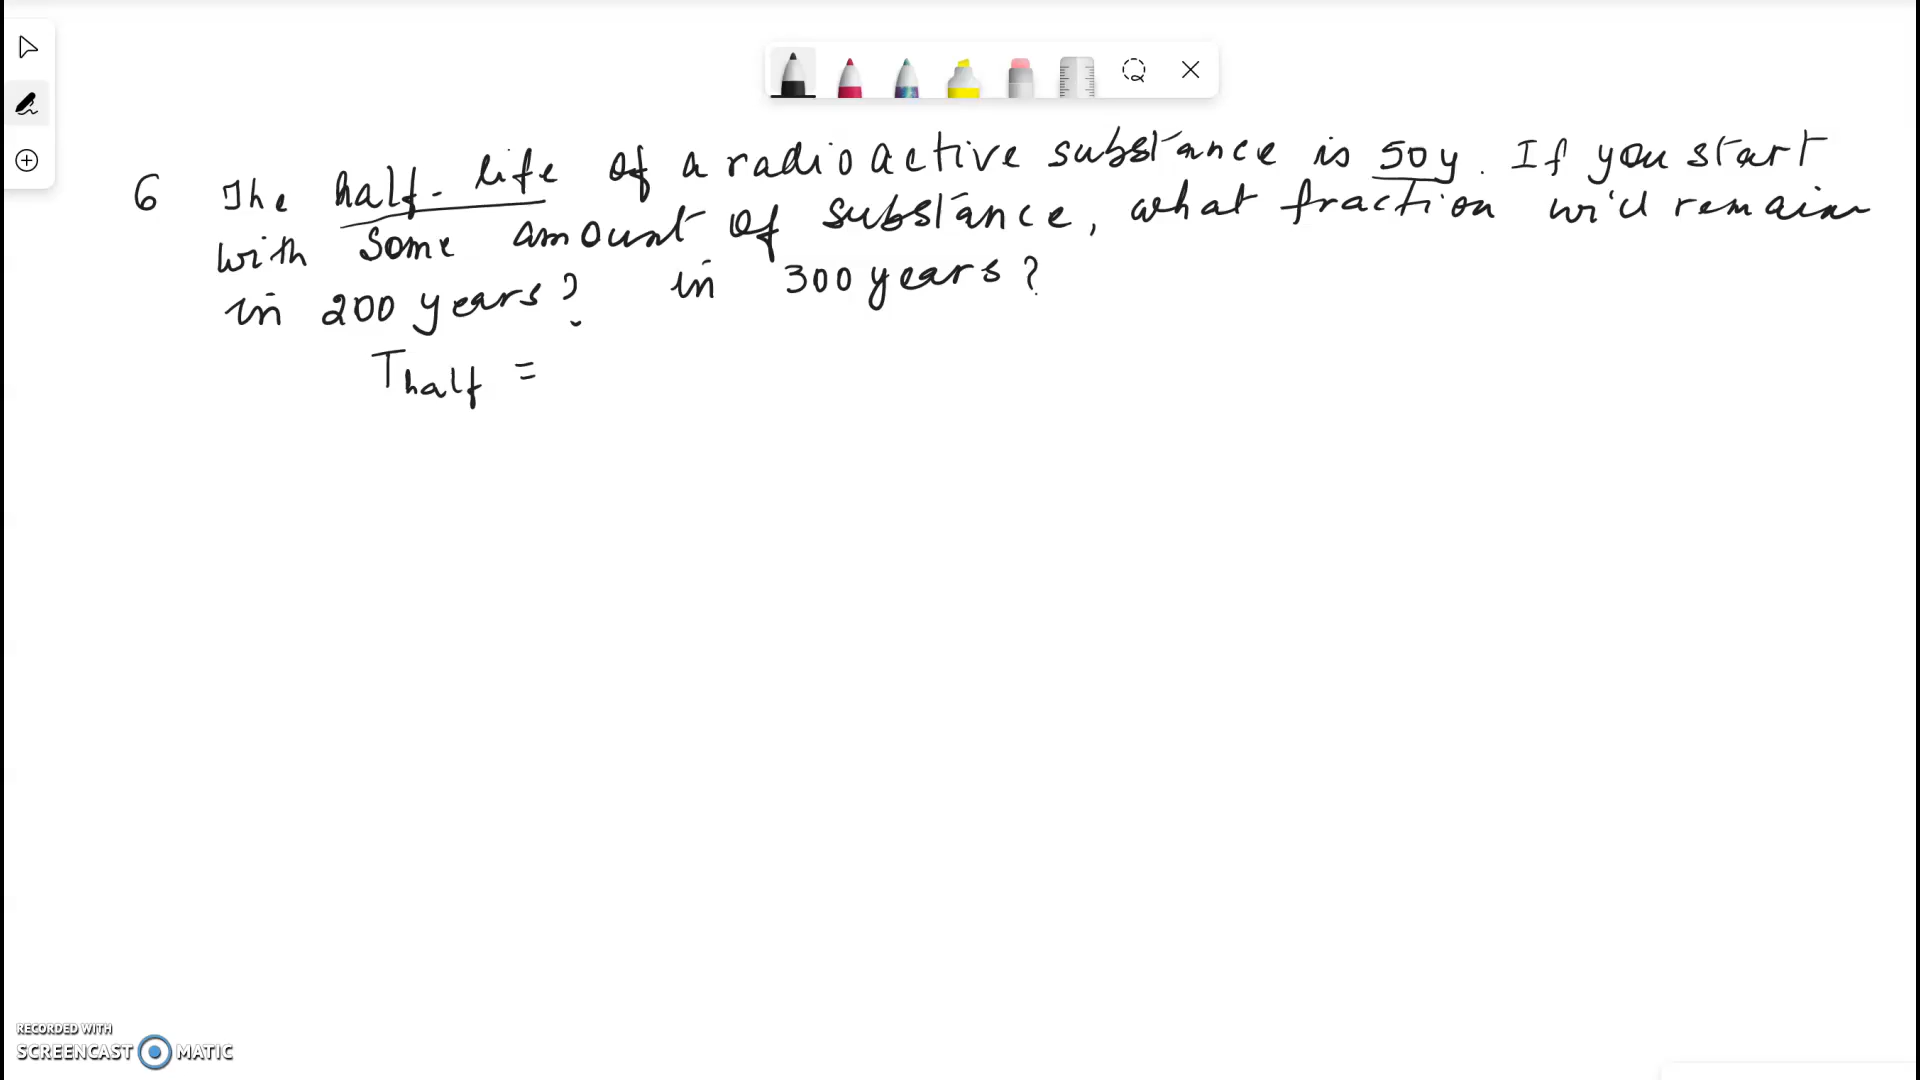 6 The half-life of a radioactive substance is 50y. If you start
with some amount of substance, what fraction will remain
in 200 years? in 300 years?
T half =
RECORDED WITH
SCREENCAST MATIC